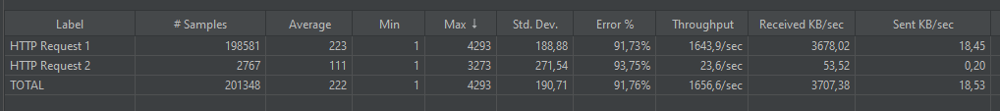 Label # Samples Average Min Max ↓ Std. Dev. Error % Throughput Received KB/sec Sent KB/sec
HTTP Request 1 198581 223 1 4293 188,88 91,73% 1643,9/sec 3678,02 18,45
HTTP Request 2 2767 111 1 3273 271,54 93,75% 23,6/sec 53,52 0,20
TOTAL 201348 222 1 4293 190,71 91,76% 1656,6/sec 3707,38 18,53